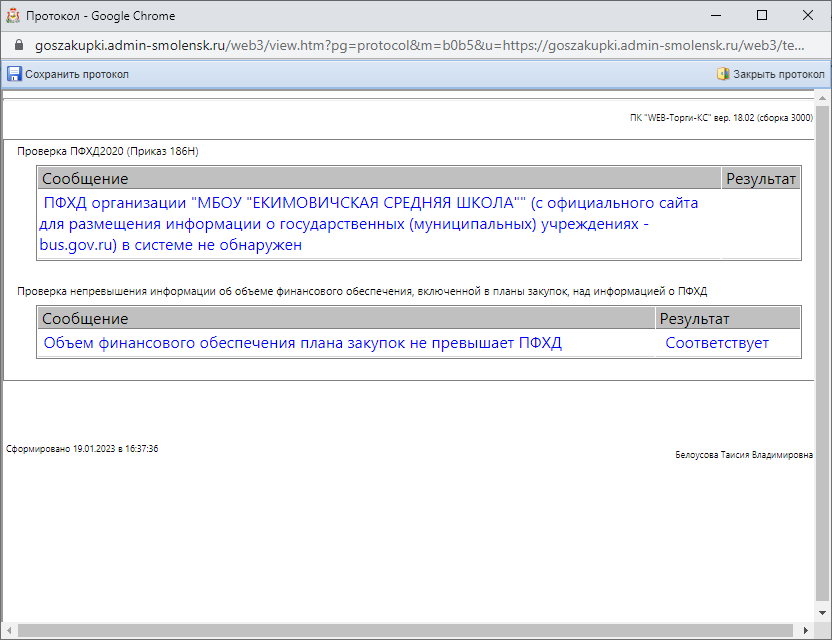 Протокол - Google Chrome
goszakupki.admin-smolensk.ru/web3/view.htm?pg=protocol&m=b0b5&u=https://goszakupki.admin-smolensk.ru/web3/te...
Сохранить протокол
Закрыть протокол
ПК "WEB-Торги-КС" вер. 18.02 (сборка 3000)
Проверка ПФХД2020 (Приказ 186Н)
Сообщение Результат
ПФХД организации "МБОУ "ЕКИМОВИЧСКАЯ СРЕДНЯЯ ШКОЛА"" (с официального сайта
для размещения информации о государственных (муниципальных) учреждениях -
bus.gov.ru) в системе не обнаружен
Проверка непревышения информации об объеме финансового обеспечения, включенной в планы закупок, над информацией о ПФХД
Сообщение Результат
Объем финансового обеспечения плана закупок не превышает ПФХД Соответствует
Сформировано 19.01.2023 в 16:37:36
Белоусова Таисия Владимировна